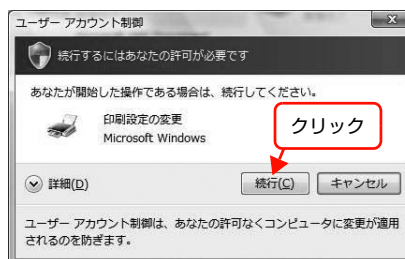 ユーザー アカウント制御
続行するにはあなたの許可が必要です
あなたが開始した操作である場合は、続行してください。
印刷設定の変更
Microsoft Windows
クリック
詳細(D)
続行(C)
キャンセル
ユーザー アカウント制御は、あなたの許可なくコンピュータに変更が適用
されるのを防ぎます。